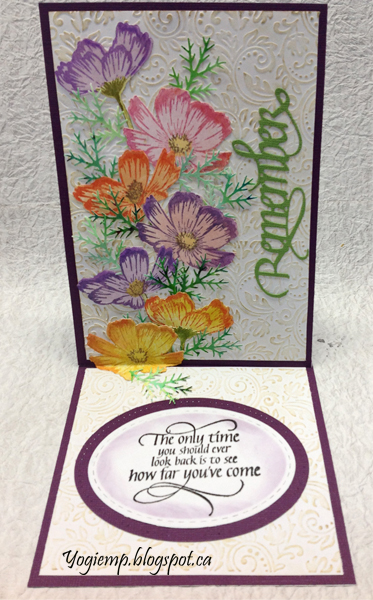 Remember
The only time
you should ever
look back is to see
how far you've come
Yogiemp.blogspot.ca